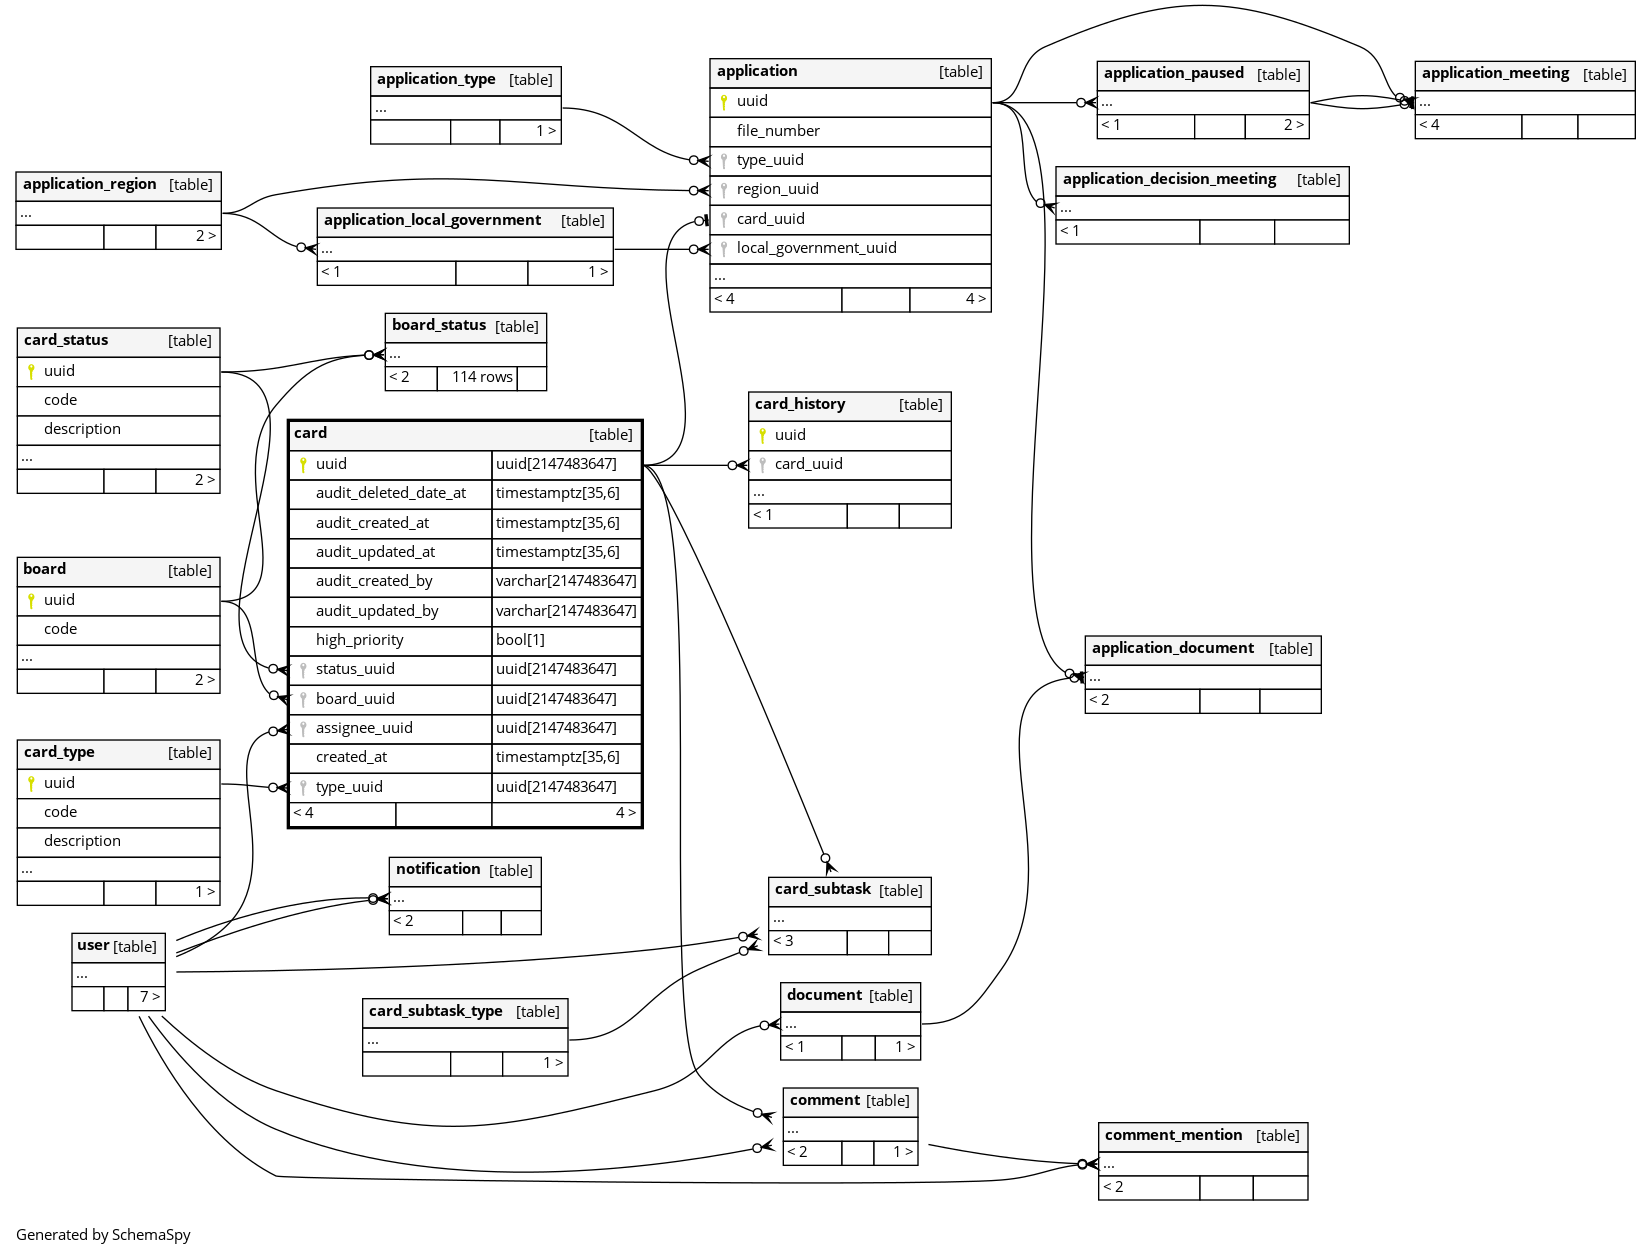 application_type [table]
...
1 >
application [table]
uuid
file_number
type_uuid
region_uuid
card_uuid
local_government_uuid
...
< 4 4 >
application_paused [table]
...
< 1 2 >
application_meeting [table]
...
< 4
application_decision_meeting [table]
...
< 1
application_region [table]
...
2 >
application_local_government [table]
...
< 1 1 >
card_status [table]
uuid
code
description
...
2 >
board_status [table]
...
< 2 114 rows
card [table]
uuid uuid[2147483647]
audit_deleted_date_at timestamptz[35,6]
audit_created_at timestamptz[35,6]
audit_updated_at timestamptz[35,6]
audit_created_by varchar[2147483647]
audit_updated_by varchar[2147483647]
high_priority bool[1]
status_uuid uuid[2147483647]
board_uuid uuid[2147483647]
assignee_uuid uuid[2147483647]
created_at timestamptz[35,6]
type_uuid uuid[2147483647]
< 4 4 >
card_history [table]
uuid
card_uuid
...
< 1
board [table]
uuid
code
...
2 >
application_document [table]
...
< 2
card_type [table]
uuid
code
description
...
1 >
notification [table]
...
< 2
card_subtask [table]
...
< 3
user [table]
...
7 >
card_subtask_type [table]
...
1 >
document [table]
...
< 1 1 >
comment [table]
...
< 2 1 >
comment_mention [table]
...
< 2
Generated by SchemaSpy